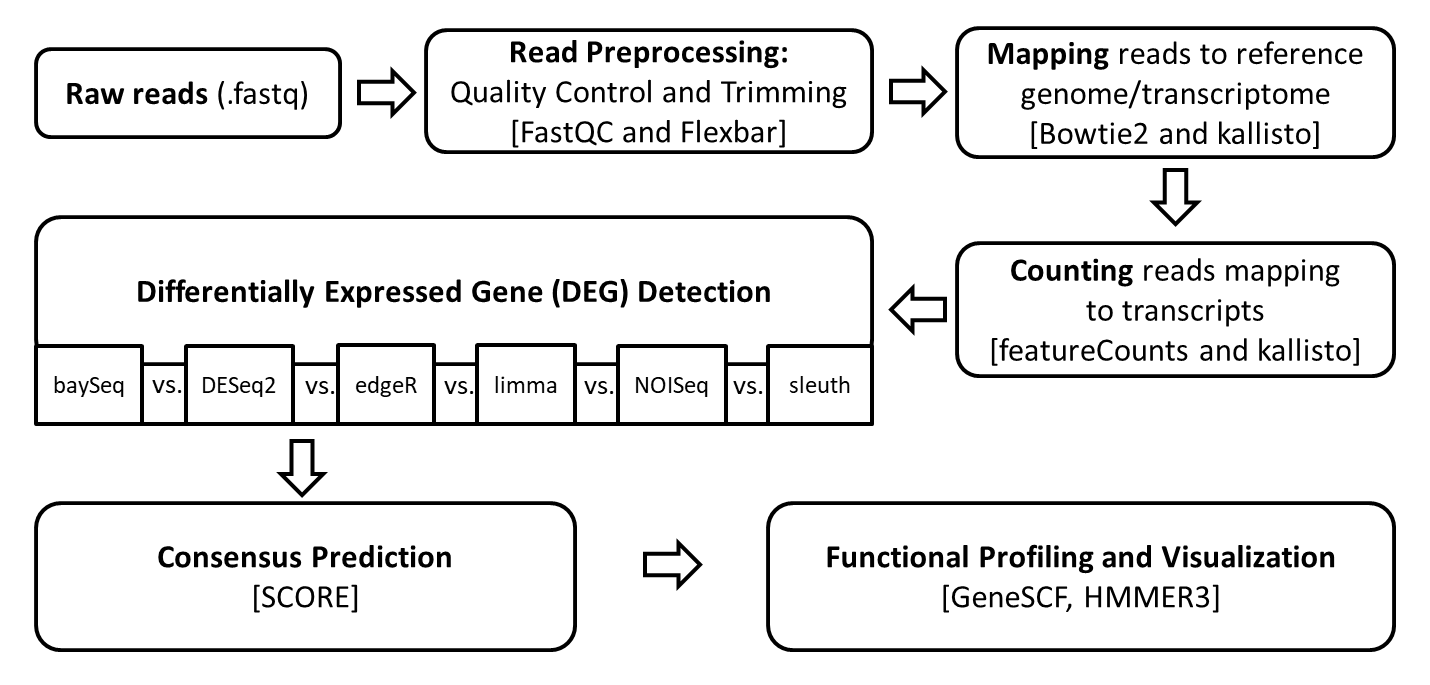 Raw reads (.fastq)
Read Preprocessing:
Quality Control and Trimming
[FastQC and Flexbar]
Mapping reads to reference
genome/transcriptome
[Bowtie2 and kallisto]
Counting reads mapping
to transcripts
[featureCounts and kallisto]
Differentially Expressed Gene (DEG) Detection
baySeq vs. DESeq2 vs. edgeR vs. limma vs. NOISeq vs. sleuth
Consensus Prediction
[SCORE]
Functional Profiling and Visualization
[GeneSCF, HMMER3]